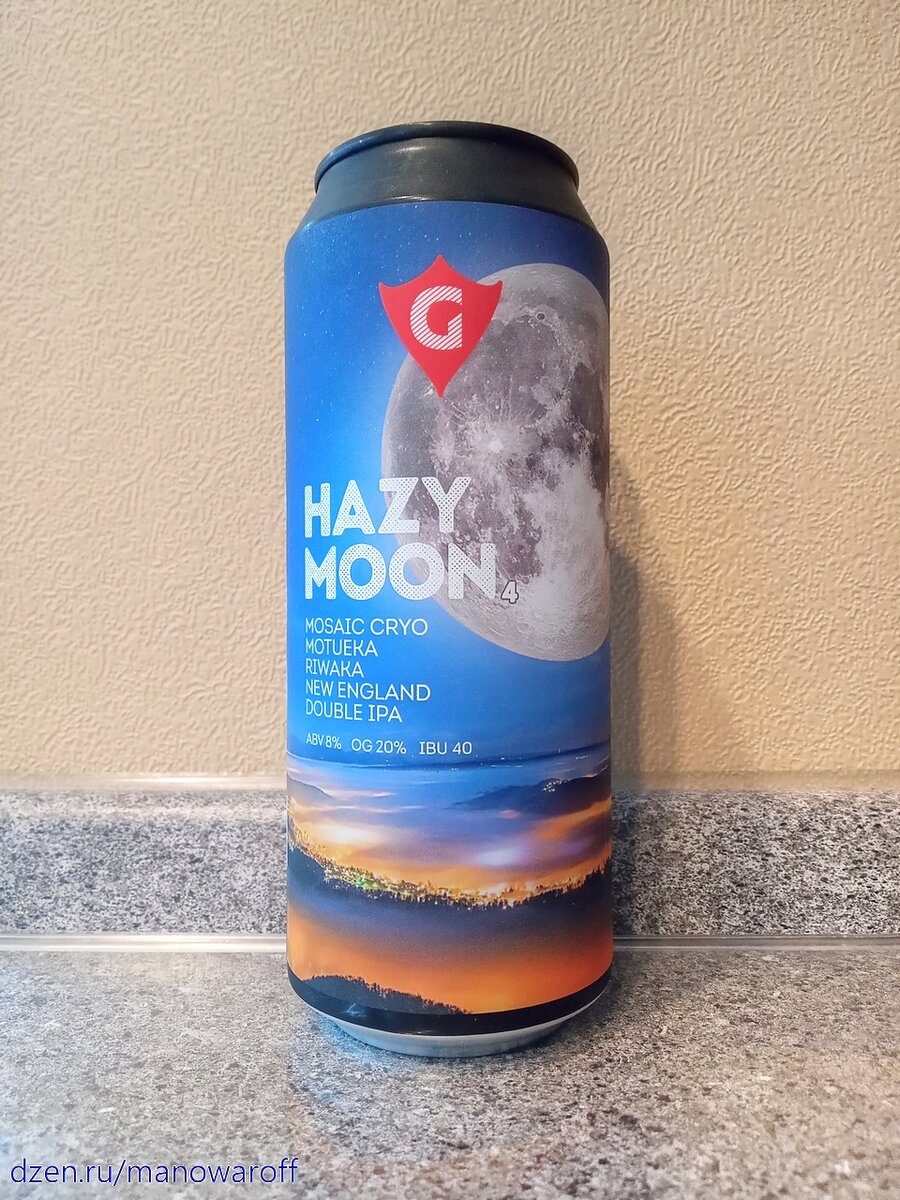 G
HAZY
MOON 4
MOSAIC CRYO
MOTUEKA
RIWAKA
NEW ENGLAND
DOUBLE IPA
ABV 8% OG 20% IBU 40
dzen.ru/manowaroff